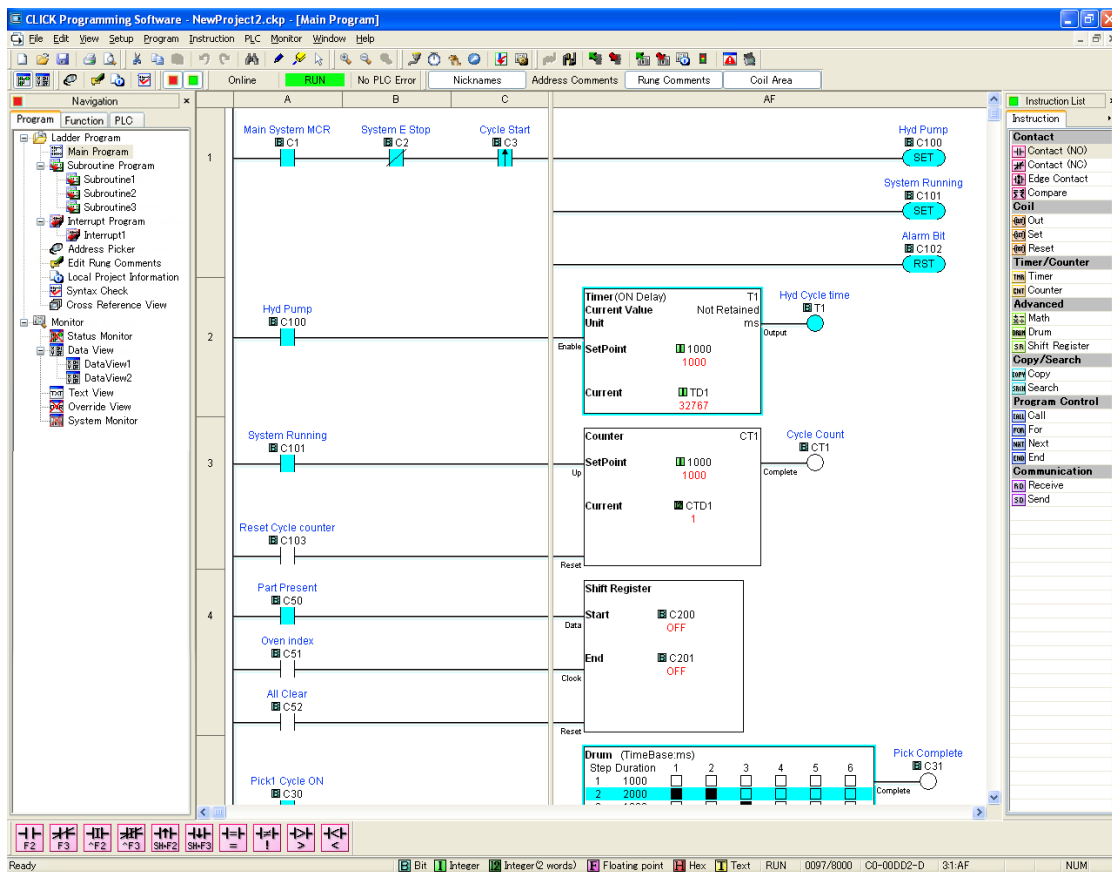 CLICK Programming Software - NewProject2.ckp - [Main Program]
File Edit View Setup Program Instruction PLC Monitor Window Help
Online RUN No PLC Error Nicknames Address Comments Rung Comments Coil Area
Navigation
Program Function PLC
Ladder Program
Main Program
Subroutine Program
Subroutine1
Subroutine2
Subroutine3
Interrupt Program
Interrupt1
Address Picker
Edit Rung Comments
Local Project Information
Syntax Check
Cross Reference View
Monitor
Status Monitor
Data View
DataView1
DataView2
Text View
Override View
System Monitor
A B C AF
1
Main System MCR System E Stop Cycle Start Hyd Pump
C1 C2 C3 C100
SET
System Running
C101
SET
Alarm Bit
C102
RST
2
Hyd Pump
C100
Timer (ON Delay) T1
Current Value Not Retained
Unit ms
Enable
SetPoint 1000
1000
Current TD1
32767
Hyd Cycle time
T1
Output
3
System Running
C101
Counter CT1
Up
SetPoint 1000
1000
Current CTD1
1
Cycle Count
CT1
Complete
Reset Cycle counter
C103
Reset
4
Part Present
C50
Shift Register
Data
Start C200
OFF
Oven index
C51
Clock
End C201
OFF
All Clear
C52
Reset
Pick1 Cycle ON
C30
Drum (TimeBase:ms)
Step Duration 1 2 3 4 5 6
1 1000
2 2000
Pick Complete
C31
Complete
Instruction List
Instruction
Contact
Contact (NO)
Contact (NC)
Edge Contact
Compare
Coil
Out
Set
Reset
Timer/Counter
Timer
Counter
Advanced
Math
Drum
Shift Register
Copy/Search
Copy
Search
Program Control
Call
For
Next
End
Communication
Receive
Send
F2 F3 ^F2 ^F3 SH+F2 SH+F3 = ! > <
Ready B Bit I Integer I2 Integer(2 words) F Floating point H Hex T Text RUN 0097/8000 C0-00DD2-D 3:1:AF NUM